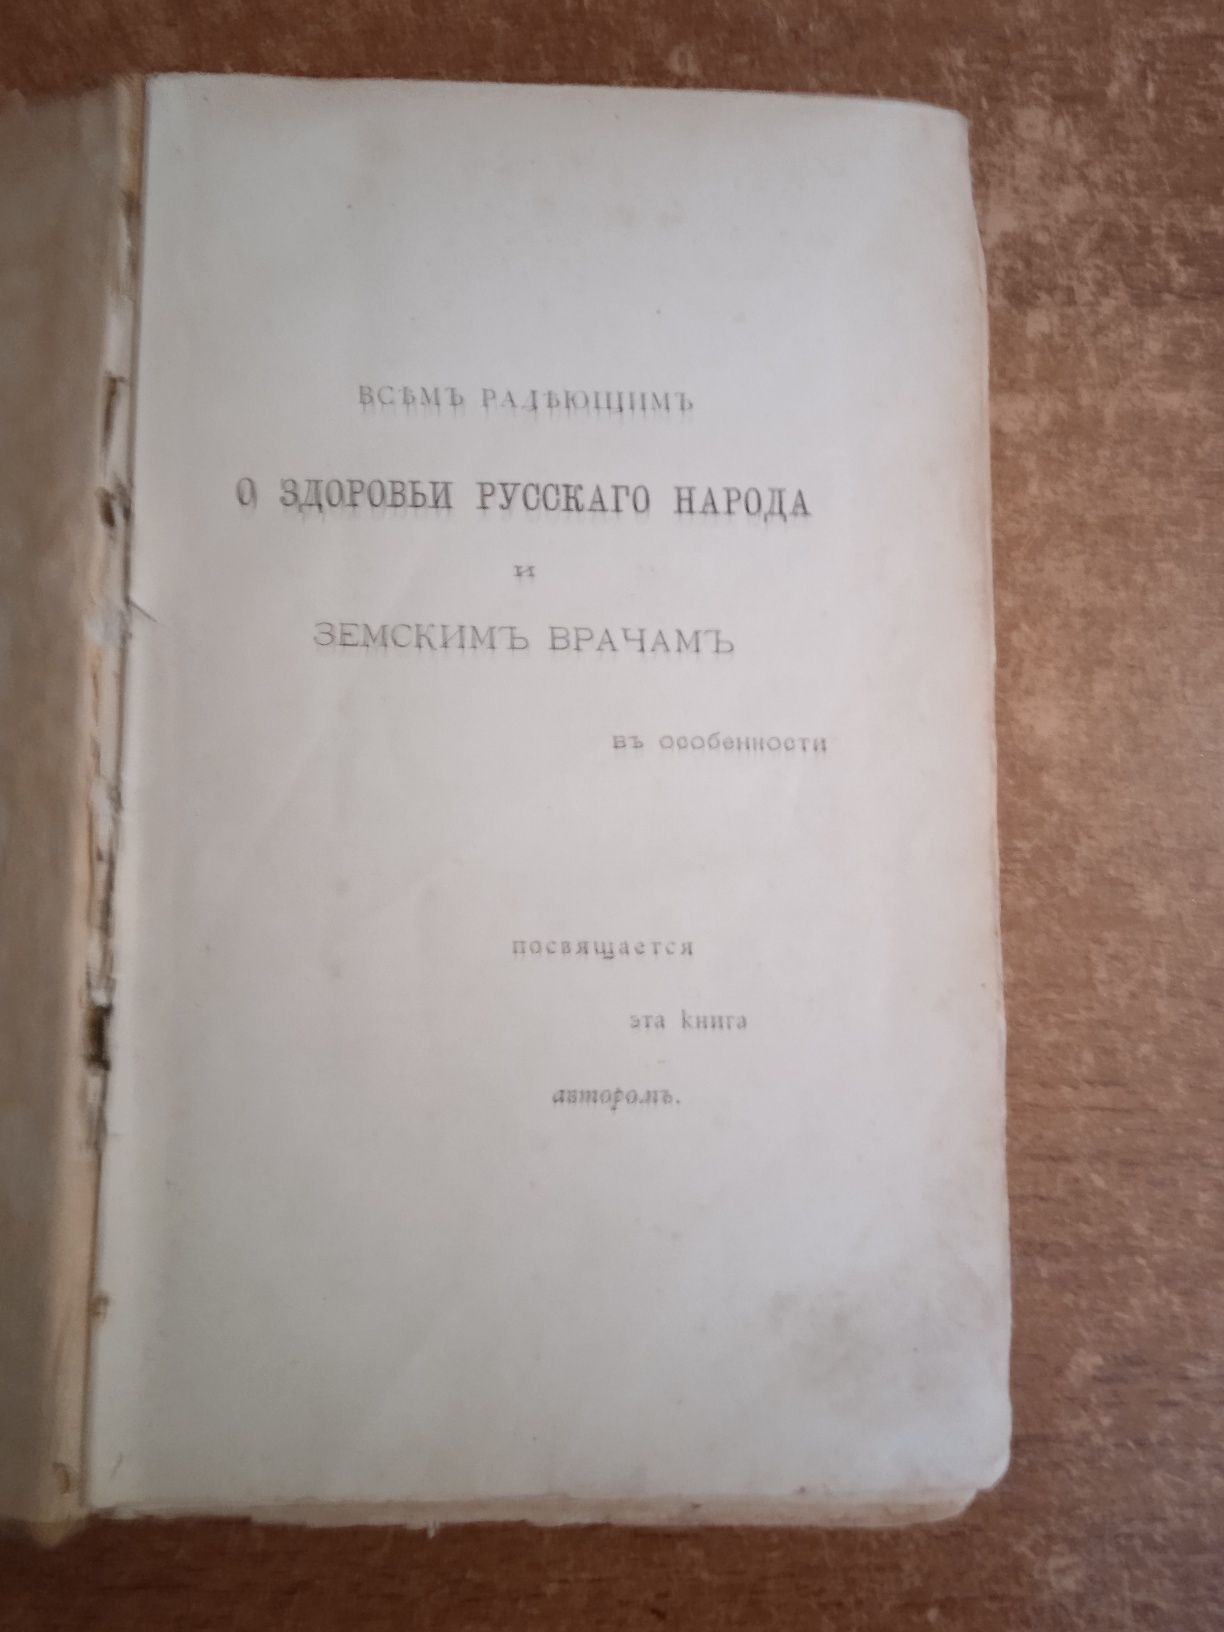 ВСѢМЪ РАДѢЮЩИМЪ
О ЗДОРОВЬИ РУССКАГО НАРОДА
И
ЗЕМСКИМЪ ВРАЧАМЪ
въ особенности
посвящается
эта книга
авторомъ.